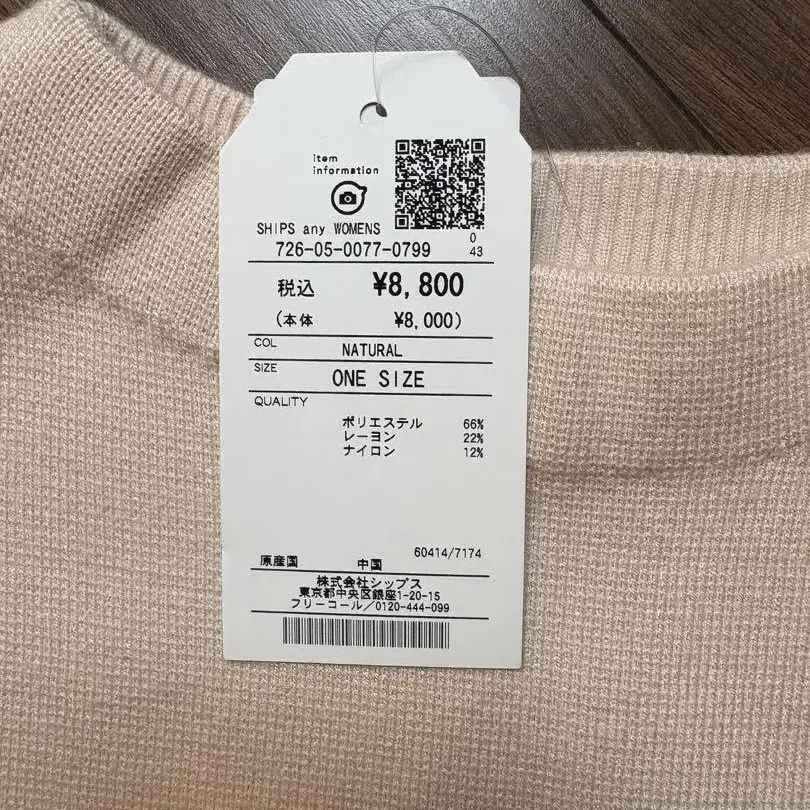 item
information
SHIPS any WOMENS
0
726-05-0077-0799 43
税込 ¥8,800
(本体 ¥8,000)
COL NATURAL
SIZE ONE SIZE
QUALITY
ポリエステル 66%
レーヨン 22%
ナイロン 12%
60414/7174
原産国 中国
株式会社シップス
東京都中央区銀座1-20-15
フリーコール/0120-444-099